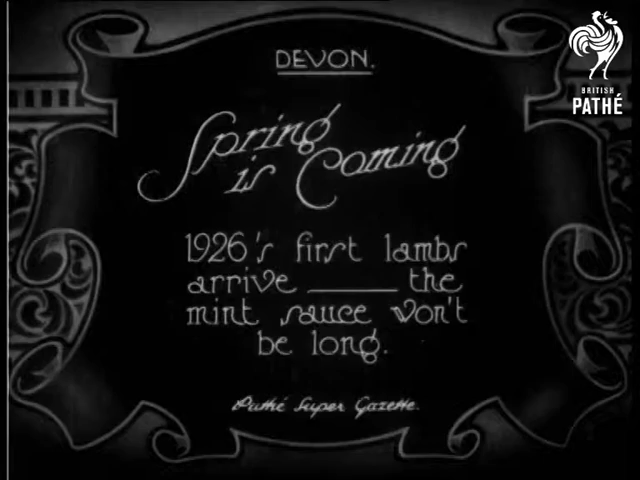 DEVON.
BRITISH
PATHÉ
Spring
is Coming
1926's first lambs
arrive ——— the
mint sauce won't
be long.
Pathé Super Gazette.